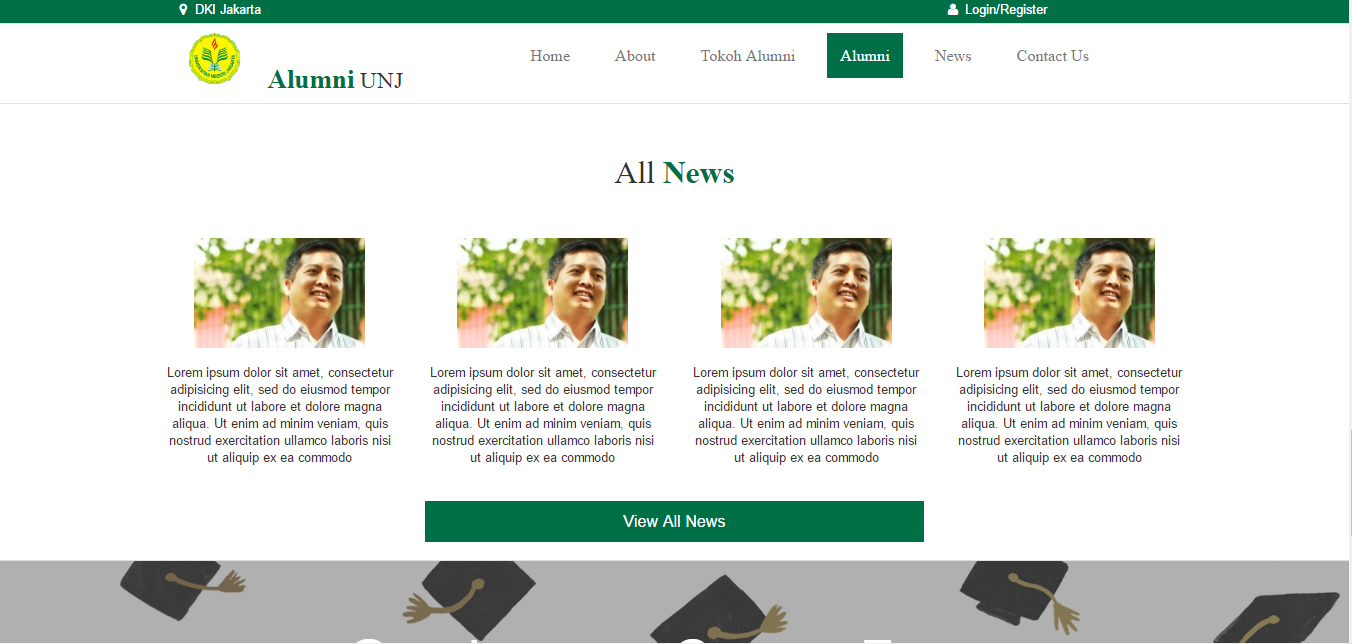 DKI Jakarta
Login/Register
Alumni UNJ
Home
About
Tokoh Alumni
Alumni
News
Contact Us
All News
Lorem ipsum dolor sit amet, consectetur
adipisicing elit, sed do eiusmod tempor
incididunt ut labore et dolore magna
aliqua. Ut enim ad minim veniam, quis
nostrud exercitation ullamco laboris nisi
ut aliquip ex ea commodo
Lorem ipsum dolor sit amet, consectetur
adipisicing elit, sed do eiusmod tempor
incididunt ut labore et dolore magna
aliqua. Ut enim ad minim veniam, quis
nostrud exercitation ullamco laboris nisi
ut aliquip ex ea commodo
Lorem ipsum dolor sit amet, consectetur
adipisicing elit, sed do eiusmod tempor
incididunt ut labore et dolore magna
aliqua. Ut enim ad minim veniam, quis
nostrud exercitation ullamco laboris nisi
ut aliquip ex ea commodo
Lorem ipsum dolor sit amet, consectetur
adipisicing elit, sed do eiusmod tempor
incididunt ut labore et dolore magna
aliqua. Ut enim ad minim veniam, quis
nostrud exercitation ullamco laboris nisi
ut aliquip ex ea commodo
View All News